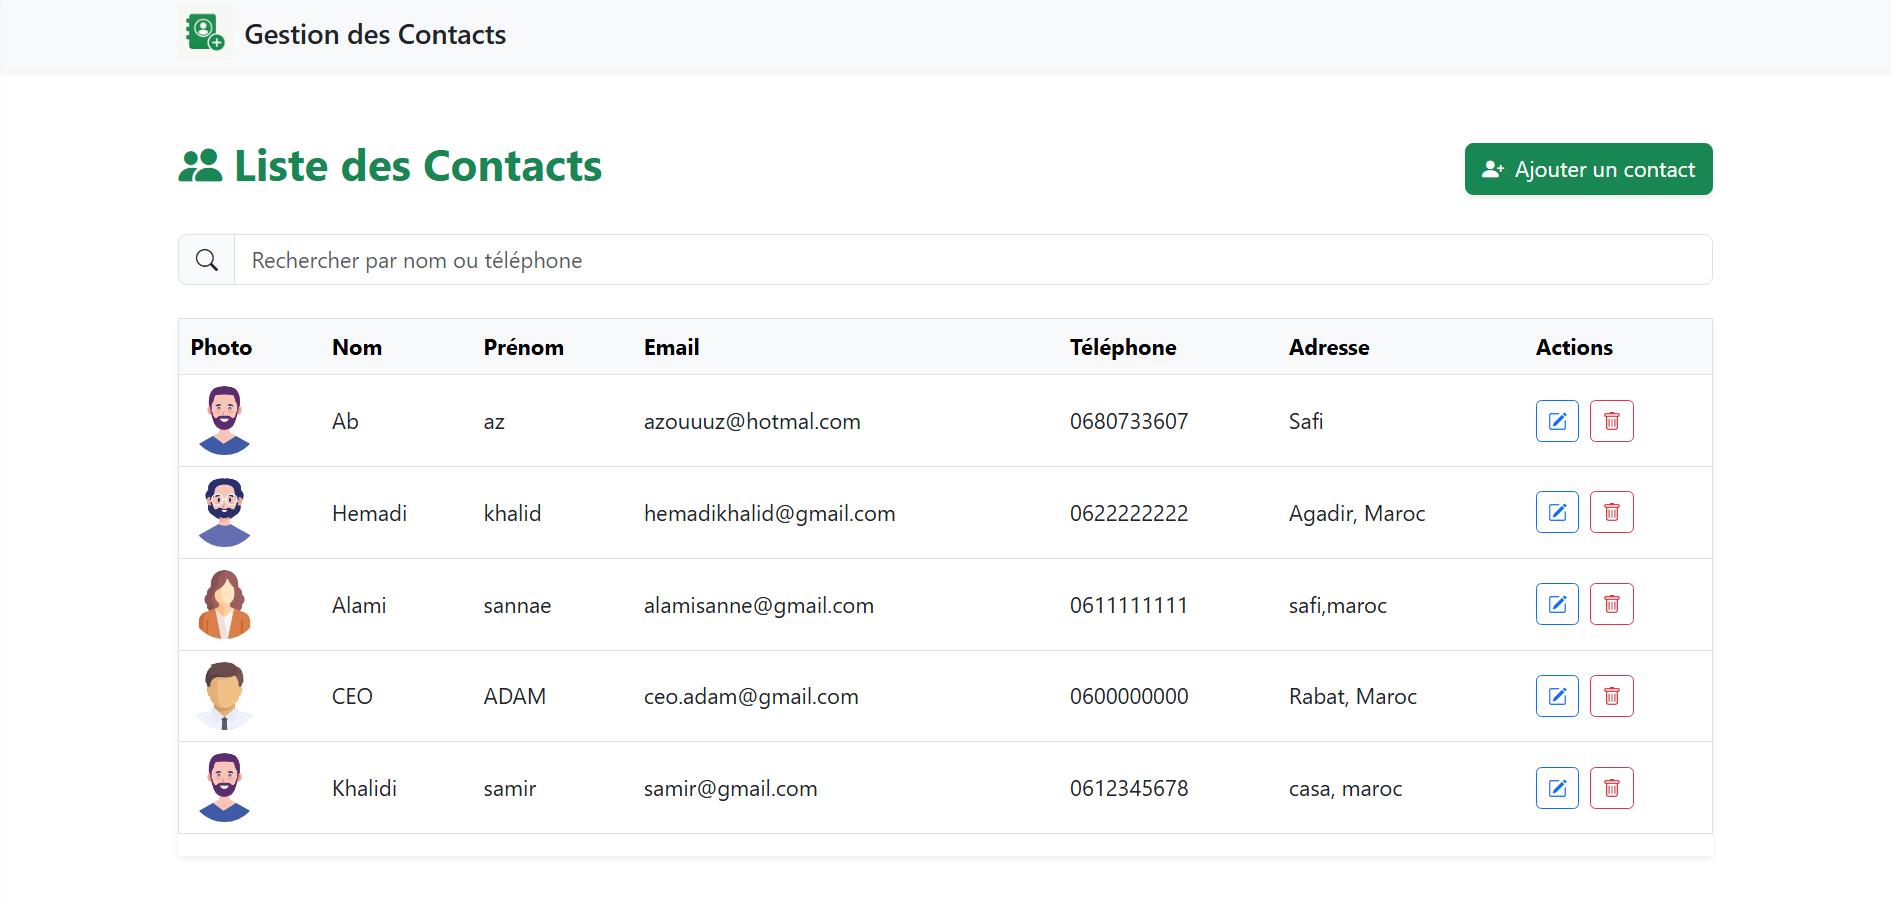 Gestion des Contacts
Liste des Contacts
Ajouter un contact
Rechercher par nom ou téléphone
Photo Nom Prénom Email Téléphone Adresse Actions
Ab az azouuuz@hotmal.com 0680733607 Safi
Hemadi khalid hemadikhalid@gmail.com 0622222222 Agadir, Maroc
Alami sannae alamisanne@gmail.com 0611111111 safi,maroc
CEO ADAM ceo.adam@gmail.com 0600000000 Rabat, Maroc
Khalidi samir samir@gmail.com 0612345678 casa, maroc